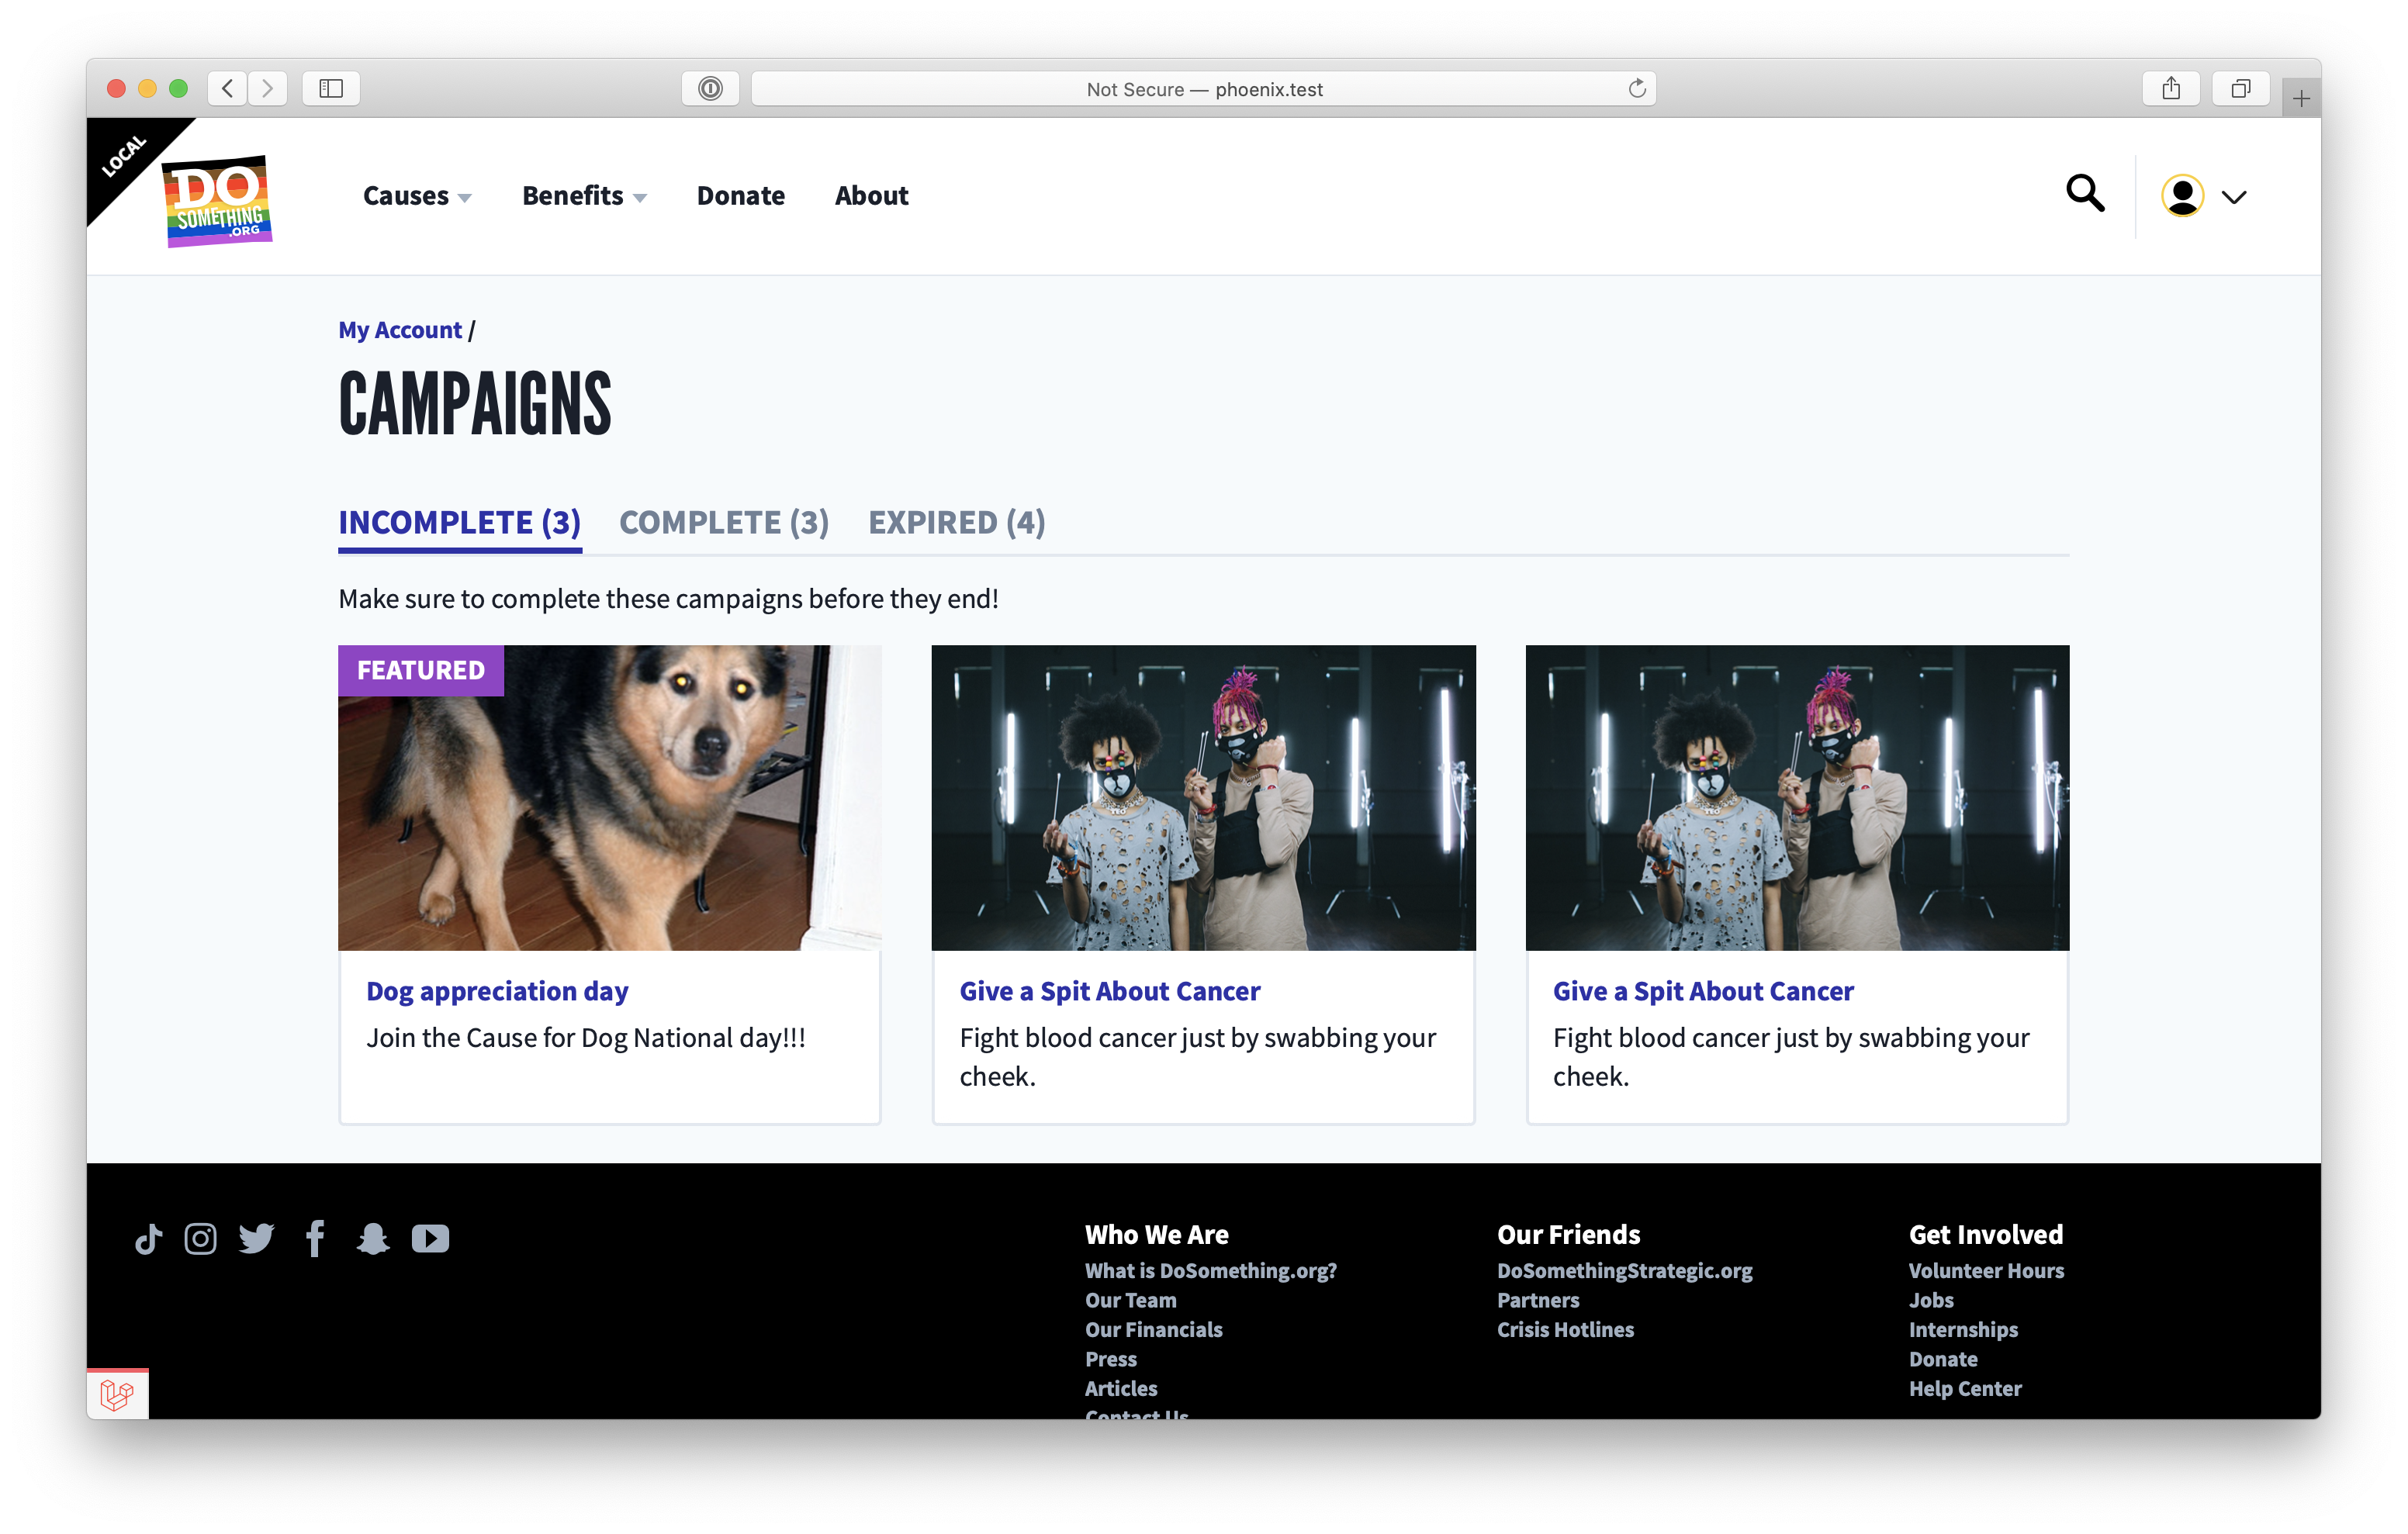 Not Secure — phoenix.test
LOCAL
DO
SOMETHING
.ORG
Causes
Benefits
Donate
About
My Account /
CAMPAIGNS
INCOMPLETE (3)
COMPLETE (3)
EXPIRED (4)
Make sure to complete these campaigns before they end!
FEATURED
Dog appreciation day
Join the Cause for Dog National day!!!
Give a Spit About Cancer
Fight blood cancer just by swabbing your
cheek.
Give a Spit About Cancer
Fight blood cancer just by swabbing your
cheek.
Who We Are
What is DoSomething.org?
Our Team
Our Financials
Press
Articles
Contact Us
Our Friends
DoSomethingStrategic.org
Partners
Crisis Hotlines
Get Involved
Volunteer Hours
Jobs
Internships
Donate
Help Center